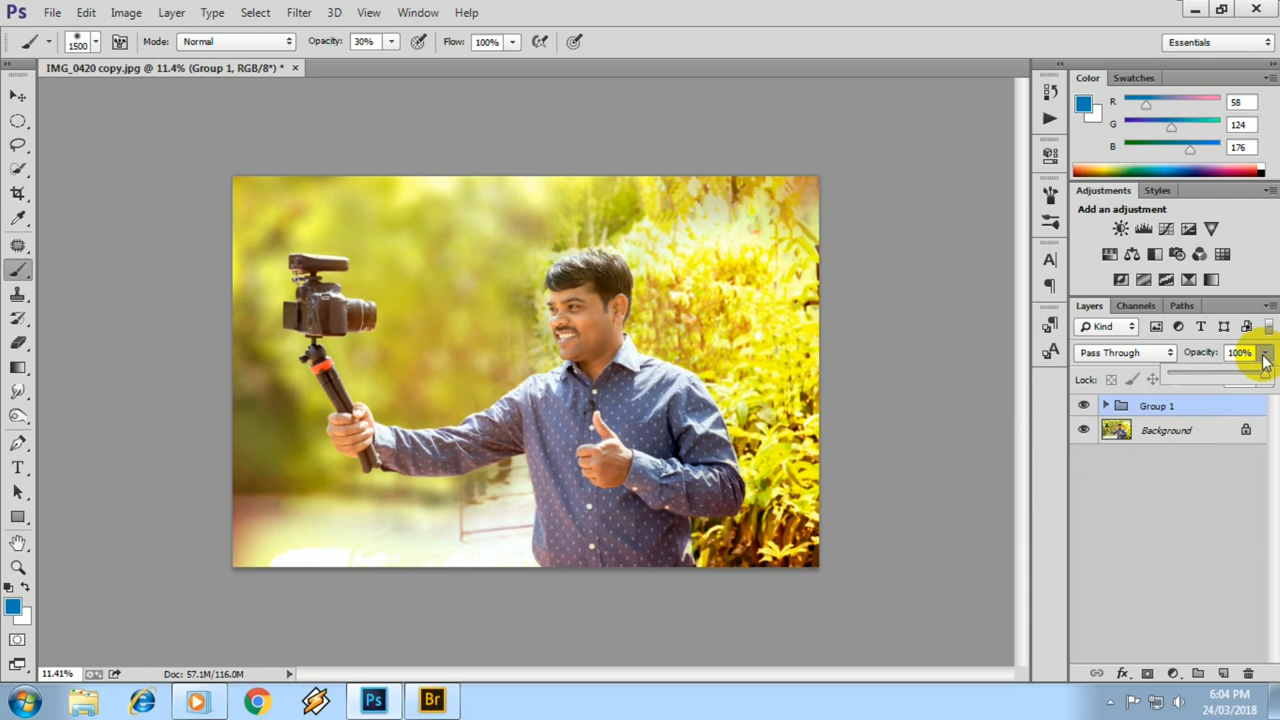 Ps File Edit Image Layer Type Select Filter 3D View Window Help
1500 Mode: Normal Opacity: 30% Flow: 100% Essentials
IMG_0420 copy.jpg @ 11.4% (Group 1, RGB/8*) * ×
Color Swatches
R 58
G 124
B 176
Adjustments Styles
Add an adjustment
Layers Channels Paths
Kind
Pass Through Opacity: 100%
Lock:
Group 1
Background
11.41% Doc: 57.1M/116.0M
Ps Br
6:04 PM
24/03/2018